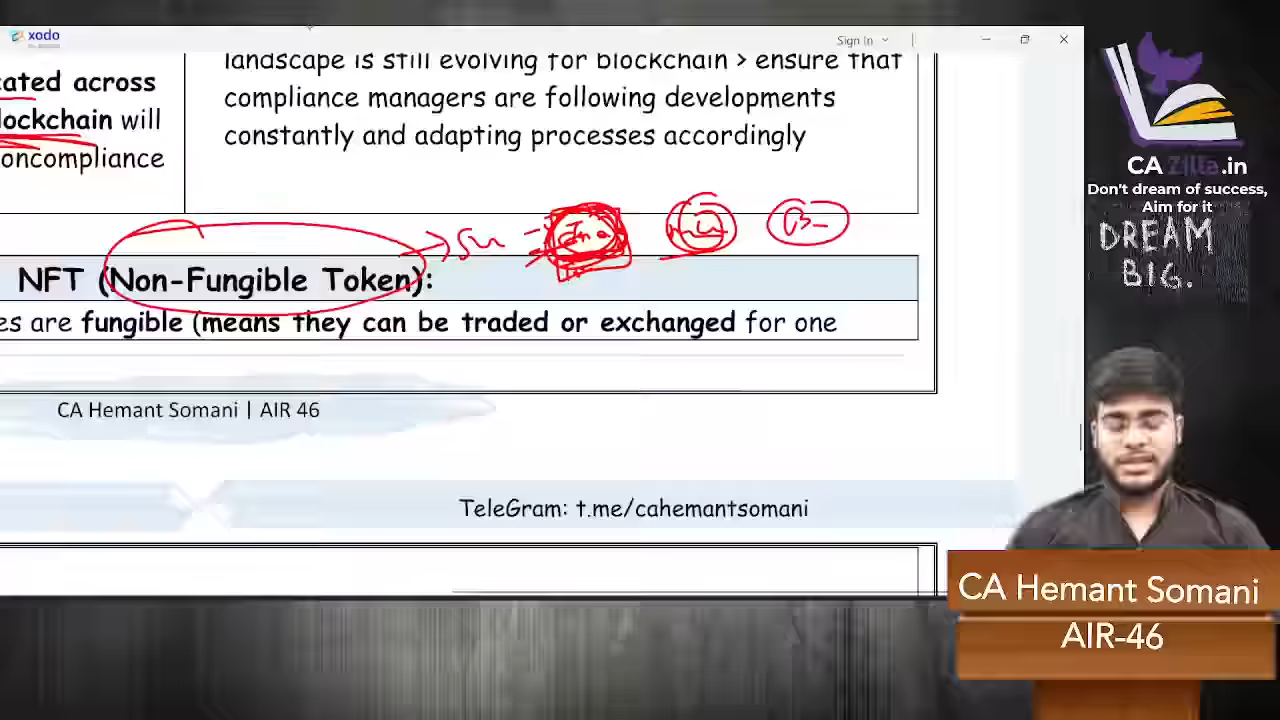 xodo
Sign In
cated across
lockchain will
oncompliance
landscape is still evolving for blockchain > ensure that
compliance managers are following developments
constantly and adapting processes accordingly
NFT (Non-Fungible Token):
es are fungible (means they can be traded or exchanged for one
CA Hemant Somani | AIR 46
TeleGram: t.me/cahemantsomani
CA Zilla.in
Don't dream of success,
Aim for it
DREAM
BIG.
CA Hemant Somani
AIR-46